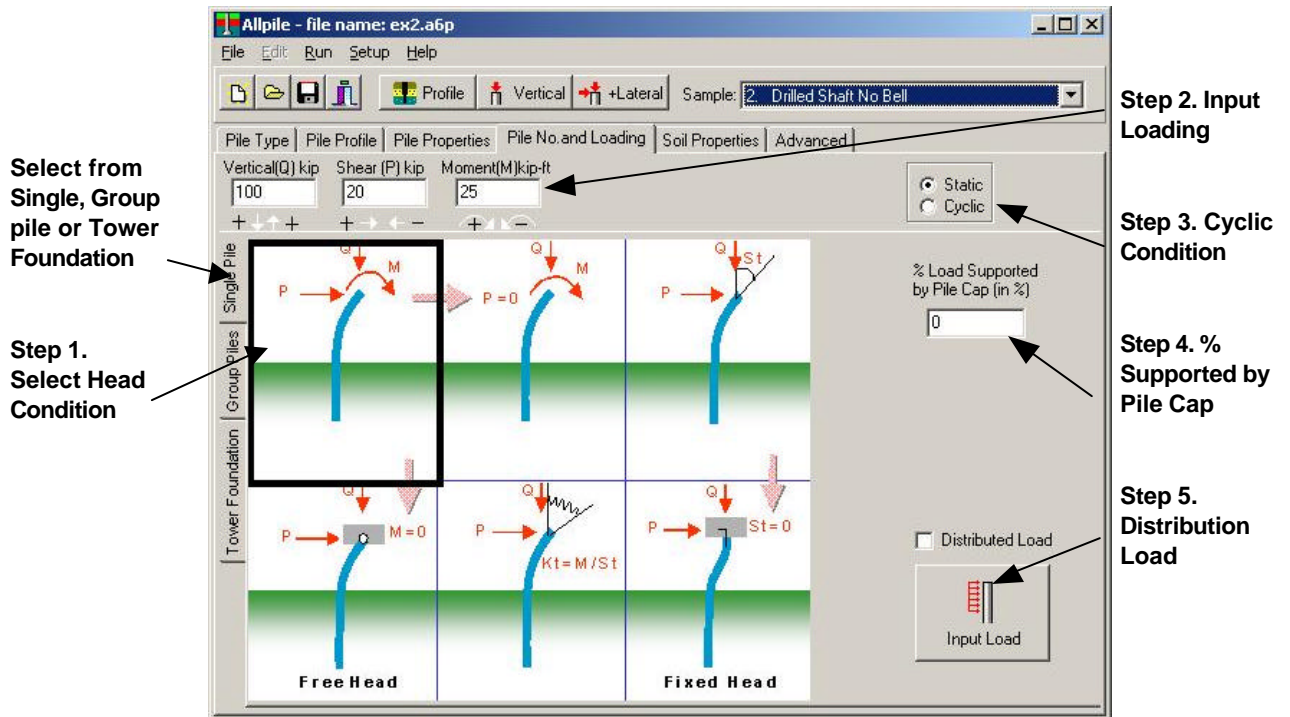 Allpile - file name: ex2.a6p
File Edit Run Setup Help
Profile Vertical +Lateral Sample: 2. Drilled Shaft No Bell
Pile Type Pile Profile Pile Properties Pile No.and Loading Soil Properties Advanced
Vertical(Q) kip Shear (P) kip Moment(M)kip-ft
100 20 25
+ + + - + -
Static
Cyclic
Single Pile
Group Piles
Tower Foundation
Q
M
P
Q
M
P=0
Q
St
P
% Load Supported
by Pile Cap (in %)
0
Q
P
M=0
Q
P
Kt=M/St
Q
P
St=0
Free Head
Fixed Head
Distributed Load
Input Load
Select from
Single, Group
pile or Tower
Foundation
Step 1.
Select Head
Condition
Step 2. Input
Loading
Step 3. Cyclic
Condition
Step 4. %
Supported by
Pile Cap
Step 5.
Distribution
Load